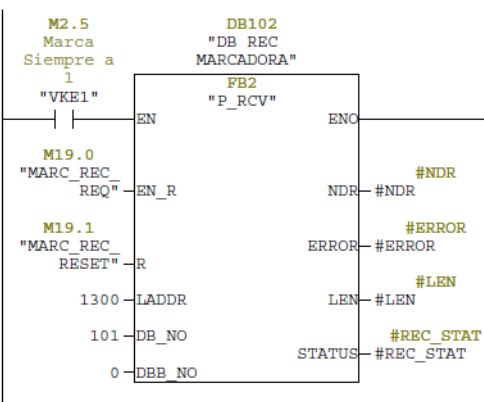 M2.5
Marca
Siempre a
1
"VKE1"
DB102
"DB REC
MARCADORA"
FB2
"P_RCV"
EN
ENO
M19.0
"MARC_REC_
REQ"
EN_R
#NDR
NDR
#NDR
M19.1
"MARC_REC_
RESET"
R
#ERROR
ERROR
#ERROR
1300
LADDR
#LEN
LEN
#LEN
101
DB_NO
#REC_STAT
STATUS
#REC_STAT
0
DBB_NO